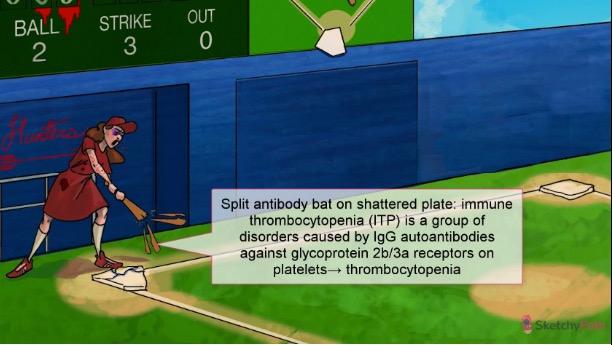 BALL STRIKE OUT
2 3 0
Hunters
Split antibody bat on shattered plate: immune
thrombocytopenia (ITP) is a group of
disorders caused by IgG autoantibodies
against glycoprotein 2b/3a receptors on
platelets→ thrombocytopenia
SketchyPath